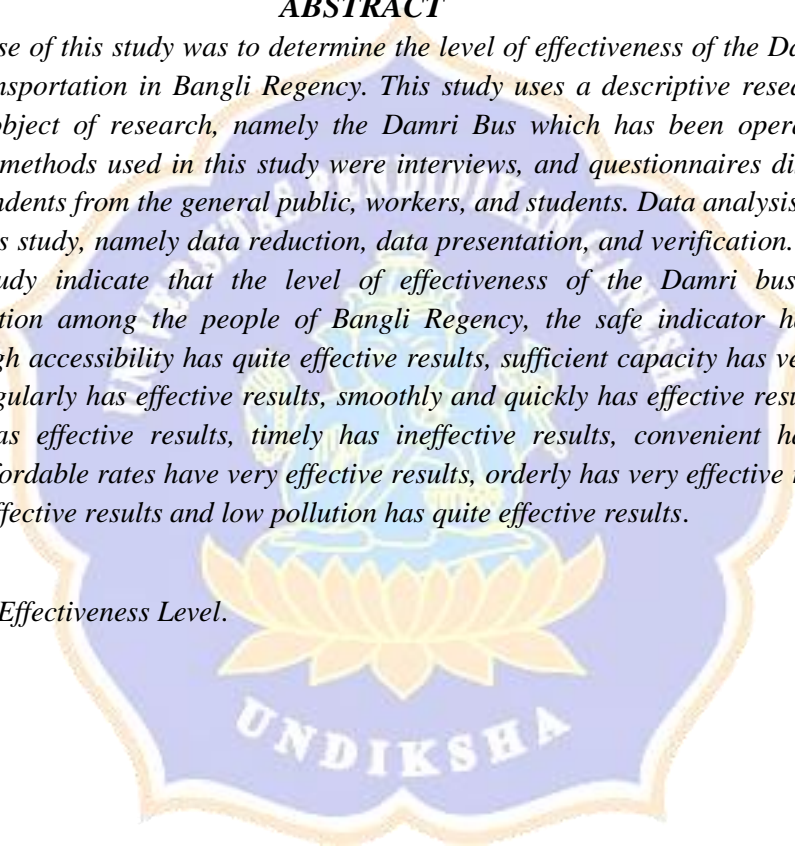 ABSTRACT
se of this study was to determine the level of effectiveness of the Da
nsportation in Bangli Regency. This study uses a descriptive resea
object of research, namely the Damri Bus which has been opera
methods used in this study were interviews, and questionnaires di
ndents from the general public, workers, and students. Data analysis
s study, namely data reduction, data presentation, and verification.
udy indicate that the level of effectiveness of the Damri bus
tion among the people of Bangli Regency, the safe indicator ha
gh accessibility has quite effective results, sufficient capacity has ve
gularly has effective results, smoothly and quickly has effective resu
as effective results, timely has ineffective results, convenient ha
fordable rates have very effective results, orderly has very effective r
ffective results and low pollution has quite effective results.
Effectiveness Level.
UNIVERSITAS PENDIDIKAN GANESHA
UNDIKSHA